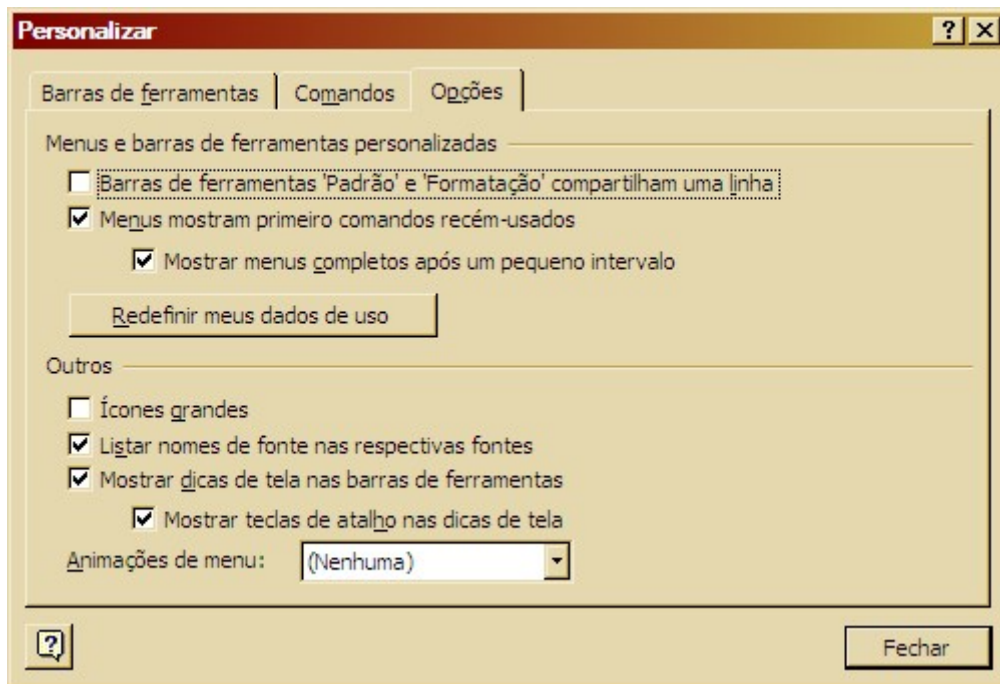 Personalizar
Barras de ferramentas Comandos Opções
Menus e barras de ferramentas personalizadas
Barras de ferramentas 'Padrão' e 'Formatação' compartilham uma linha
Menus mostram primeiro comandos recém-usados
Mostrar menus completos após um pequeno intervalo
Redefinir meus dados de uso
Outros
Ícones grandes
Listar nomes de fonte nas respectivas fontes
Mostrar dicas de tela nas barras de ferramentas
Mostrar teclas de atalho nas dicas de tela
Animações de menu: (Nenhuma)
Fechar